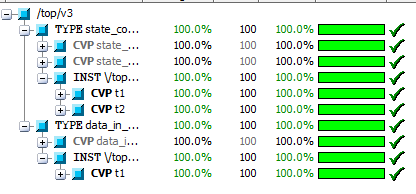 /top/v3
TYPE state_co... 100.0% 100 100.0%
CVP state_... 100.0% 100 100.0%
CVP state_... 100.0% 100 100.0%
INST \/top... 100.0% 100 100.0%
CVP t1 100.0% 100 100.0%
CVP t2 100.0% 100 100.0%
TYPE data_in_... 100.0% 100 100.0%
CVP data_i... 100.0% 100 100.0%
INST \/top... 100.0% 100 100.0%
CVP t1 100.0% 100 100.0%